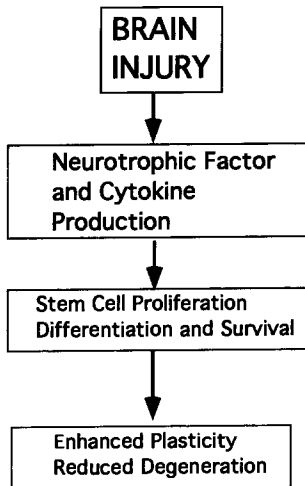 BRAIN
INJURY
Neurotrophic Factor
and Cytokine
Production
Stem Cell Proliferation
Differentiation and Survival
Enhanced Plasticity
Reduced Degeneration